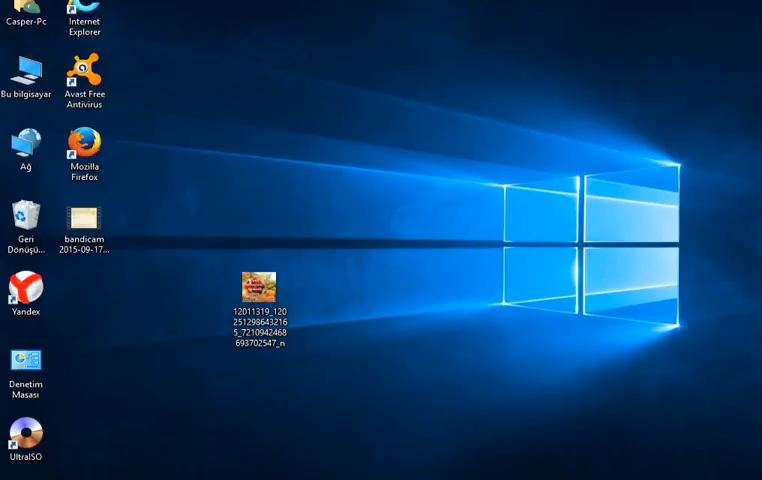 Casper-Pc
Internet
Explorer
Bu bilgisayar
Avast Free
Antivirus
Ağ
Mozilla
Firefox
Geri
Dönüşü...
bandicam
2015-09-17...
12011319_120
251298643216
5_7210942468
693702547_n
Yandex
Denetim
Masası
UltraISO